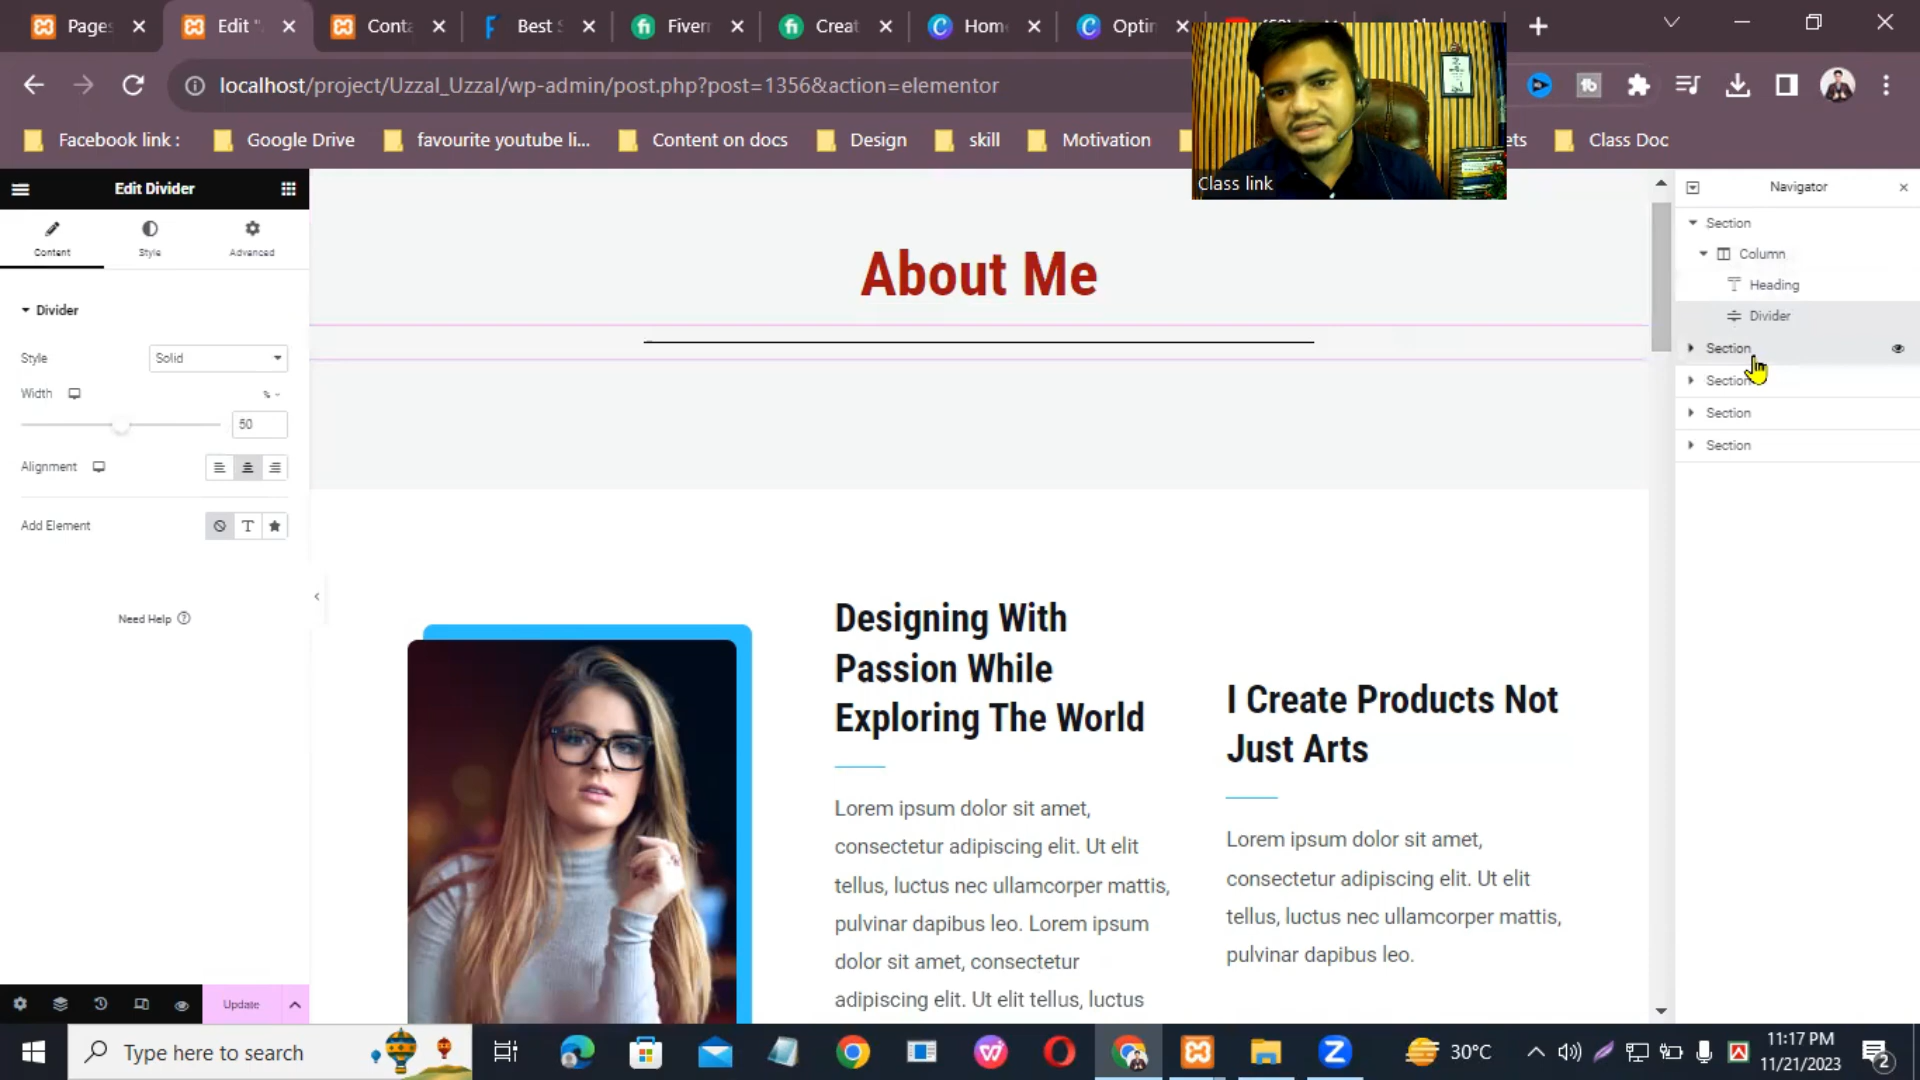 Pages
Edit "
Conta
Best S
Fiverr
Creat
Home
Optin
localhost/project/Uzzal_Uzzal/wp-admin/post.php?post=1356&action=elementor
Facebook link :
Google Drive
favourite youtube li...
Content on docs
Design
skill
Motivation
ets
Class Doc
Class link
Edit Divider
Content
Style
Advanced
Divider
Style
Solid
Width
%
50
Alignment
Add Element
Need Help
Update
About Me
Designing With
Passion While
Exploring The World
Lorem ipsum dolor sit amet,
consectetur adipiscing elit. Ut elit
tellus, luctus nec ullamcorper mattis,
pulvinar dapibus leo. Lorem ipsum
dolor sit amet, consectetur
adipiscing elit. Ut elit tellus, luctus
I Create Products Not
Just Arts
Lorem ipsum dolor sit amet,
consectetur adipiscing elit. Ut elit
tellus, luctus nec ullamcorper mattis,
pulvinar dapibus leo.
Navigator
Section
Column
Heading
Divider
Section
Section
Section
Section
Type here to search
30°C
11:17 PM
11/21/2023
2